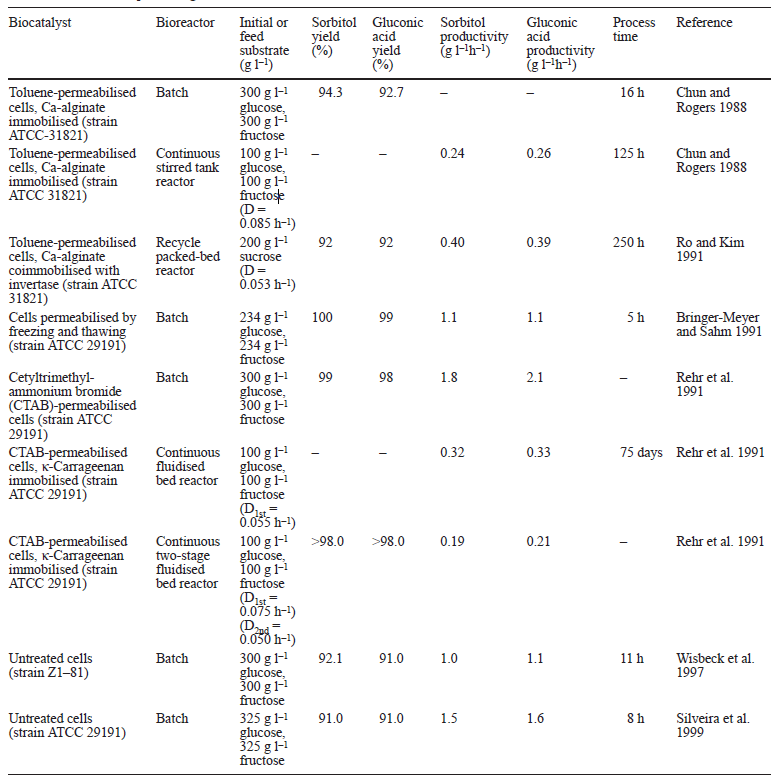 Biocatalyst Bioreactor Initial or Sorbitol Gluconic Sorbitol Gluconic Process Reference
feed yield acid productivity acid time
substrate (%) yield (g l⁻¹h⁻¹) productivity
(g l⁻¹) (%) (g l⁻¹h⁻¹)
Toluene-permeabilised Batch 300 g l⁻¹ 94.3 92.7 – – 16 h Chun and
cells, Ca-alginate glucose, Rogers 1988
immobilised (strain 300 g l⁻¹
ATCC-31821) fructose
Toluene-permeabilised Continuous 100 g l⁻¹ – – 0.24 0.26 125 h Chun and
cells, Ca-alginate stirred tank glucose, Rogers 1988
immobilised (strain reactor 100 g l⁻¹
ATCC 31821) fructose
(D =
0.085 h⁻¹)
Toluene-permeabilised Recycle 200 g l⁻¹ 92 92 0.40 0.39 250 h Ro and Kim
cells, Ca-alginate packed-bed sucrose 1991
coimmobilised with reactor (D =
invertase (strain ATCC 0.053 h⁻¹)
31821)
Cells permeabilised by Batch 234 g l⁻¹ 100 99 1.1 1.1 5 h Bringer-Meyer
freezing and thawing glucose, and Sahm 1991
(strain ATCC 29191) 234 g l⁻¹
fructose
Cetyltrimethyl- Batch 300 g l⁻¹ 99 98 1.8 2.1 – Rehr et al.
ammonium bromide glucose, 1991
(CTAB)-permeabilised 300 g l⁻¹
cells (strain ATCC fructose
29191)
CTAB-permeabilised Continuous 100 g l⁻¹ – – 0.32 0.33 75 days Rehr et al. 1991
cells, κ-Carrageenan fluidised glucose,
immobilised (strain bed reactor 100 g l⁻¹
ATCC 29191) fructose
(D1st =
0.055 h⁻¹)
CTAB-permeabilised Continuous 100 g l⁻¹ >98.0 >98.0 0.19 0.21 – Rehr et al. 1991
cells, κ-Carrageenan two-stage glucose,
immobilised (strain fluidised 100 g l⁻¹
ATCC 29191) bed reactor fructose
(D1st =
0.075 h⁻¹)
(D2nd =
0.050 h⁻¹)
Untreated cells Batch 300 g l⁻¹ 92.1 91.0 1.0 1.1 11 h Wisbeck et al.
(strain Z1–81) glucose, 1997
300 g l⁻¹
fructose
Untreated cells Batch 325 g l⁻¹ 91.0 91.0 1.5 1.6 8 h Silveira et al.
(strain ATCC 29191) glucose, 1999
325 g l⁻¹
fructose